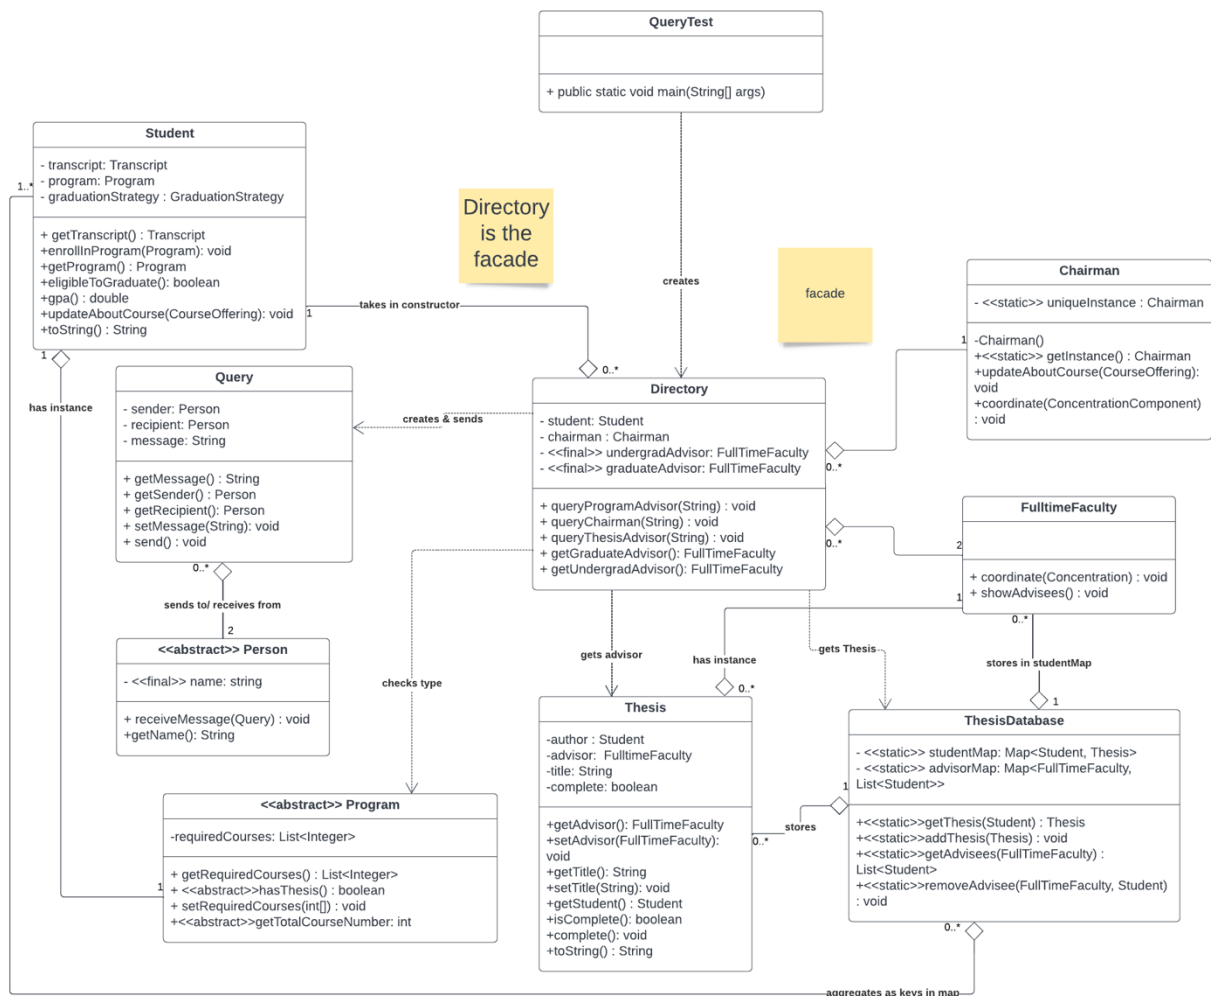 QueryTest
+ public static void main(String[] args)
Student
- transcript: Transcript
- program: Program
- graduationStrategy : GraduationStrategy
+ getTranscript() : Transcript
+enrollInProgram(Program): void
+getProgram() : Program
+eligibleToGraduate(): boolean
+gpa() : double
+updateAboutCourse(CourseOffering): void
+toString() : String
1..*
1
1
Directory
is the
facade
facade
creates
takes in constructor
0..*
Chairman
- <<static>> uniqueInstance : Chairman
-Chairman()
+<<static>> getInstance() : Chairman
+updateAboutCourse(CourseOffering):
void
+coordinate(ConcentrationComponent)
: void
1
0..*
has instance
Query
- sender: Person
- recipient: Person
- message: String
+ getMessage() : String
+ getSender() : Person
+ getRecipient(): Person
+ setMessage(String): void
+ send() : void
0..*
creates & sends
Directory
- student: Student
- chairman : Chairman
- <<final>> undergradAdvisor: FullTimeFaculty
- <<final>> graduateAdvisor: FullTimeFaculty
+ queryProgramAdvisor(String) : void
+ queryChairman(String) : void
+ queryThesisAdvisor(String) : void
+ getGraduateAdvisor(): FullTimeFaculty
+ getUndergradAdvisor(): FullTimeFaculty
0..*
2
FulltimeFaculty
+ coordinate(Concentration) : void
+ showAdvisees() : void
1
0..*
sends to/ receives from
2
<<abstract>> Person
- <<final>> name: string
+ receiveMessage(Query) : void
+getName(): String
checks type
gets advisor
has instance
0..*
gets Thesis
stores in studentMap
1
Thesis
-author : Student
-advisor:  FulltimeFaculty
-title: String
-complete: boolean
+getAdvisor(): FullTimeFaculty
+setAdvisor(FullTimeFaculty):
void
+getTitle(): String
+setTitle(String): void
+getStudent() : Student
+isComplete(): boolean
+complete(): void
+toString() : String
ThesisDatabase
- <<static>> studentMap: Map<Student, Thesis>
- <<static>> advisorMap: Map<FullTimeFaculty,
List<Student>>
+<<static>>getThesis(Student) : Thesis
+<<static>>addThesis(Thesis) : void
+<<static>>getAdvisees(FullTimeFaculty) :
List<Student>
+<<static>>removeAdvisee(FullTimeFaculty, Student)
: void
1
stores
0..*
0..*
<<abstract>> Program
-requiredCourses: List<Integer>
+ getRequiredCourses() : List<Integer>
+ <<abstract>>hasThesis() : boolean
+ setRequiredCourses(int[]) : void
+<<abstract>>getTotalCourseNumber: int
1
aggregates as keys in map